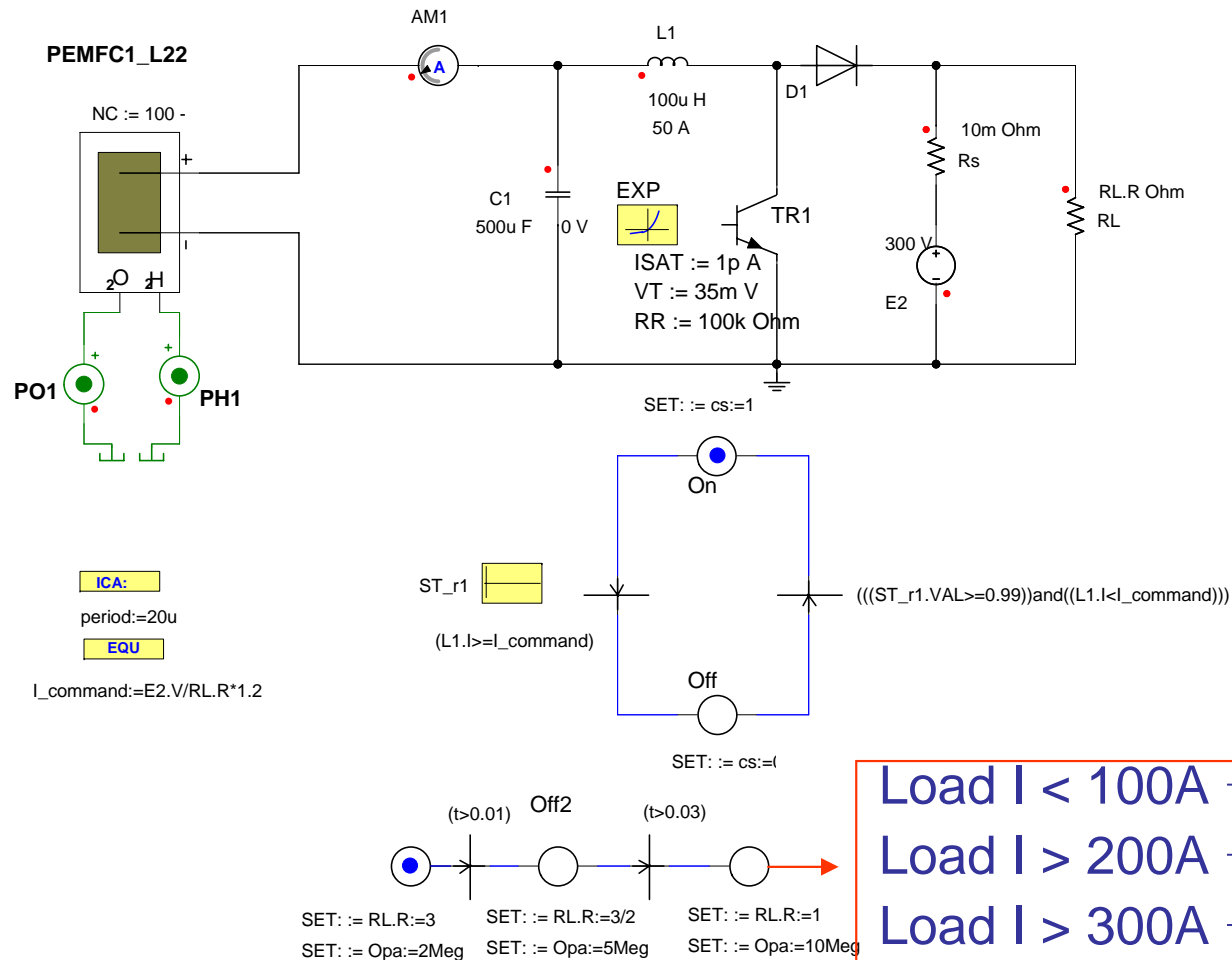 AM1
PEMFC1_L22
L1
NC := 100 -
A
D1
100u H
50 A
10m Ohm
Rs
+
-
C1
500u F
0 V
EXP
TR1
RL.R Ohm
RL
ISAT := 1p A
VT := 35m V
RR := 100k Ohm
300 V
+
-
E2
2O
2H
+
+
PO1
PH1
SET: := cs:=1
On
ICA:
period:=20u
EQU
I_command:=E2.V/RL.R*1.2
ST_r1
(L1.I>=I_command)
(((ST_r1.VAL>=0.99))and((L1.I<I_command)))
Off
SET: := cs:=
(t>0.01)
Off2
(t>0.03)
SET: := RL.R:=3
SET: := Opa:=2Meg
SET: := RL.R:=3/2
SET: := Opa:=5Meg
SET: := RL.R:=1
SET: := Opa:=10Meg
Load I < 100A
Load I > 200A
Load I > 300A